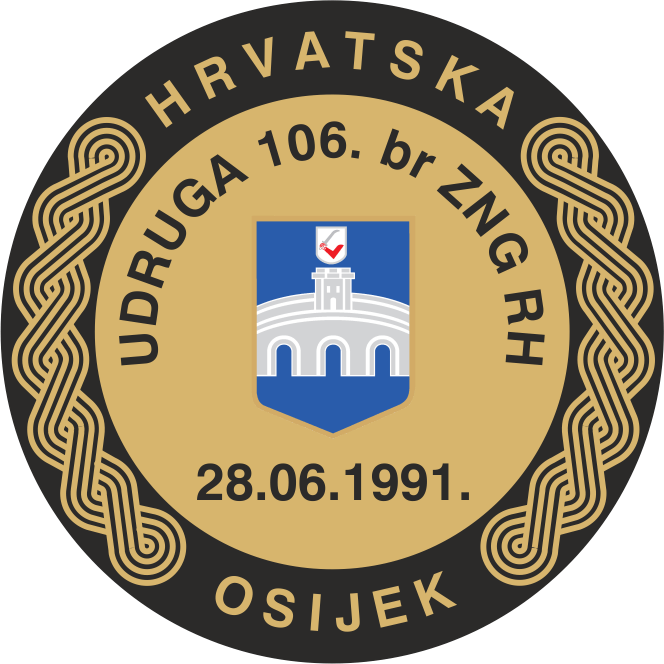 HRVATSKA
UDRUGA 106. br ZNG RH
28.06.1991.
OSIJEK